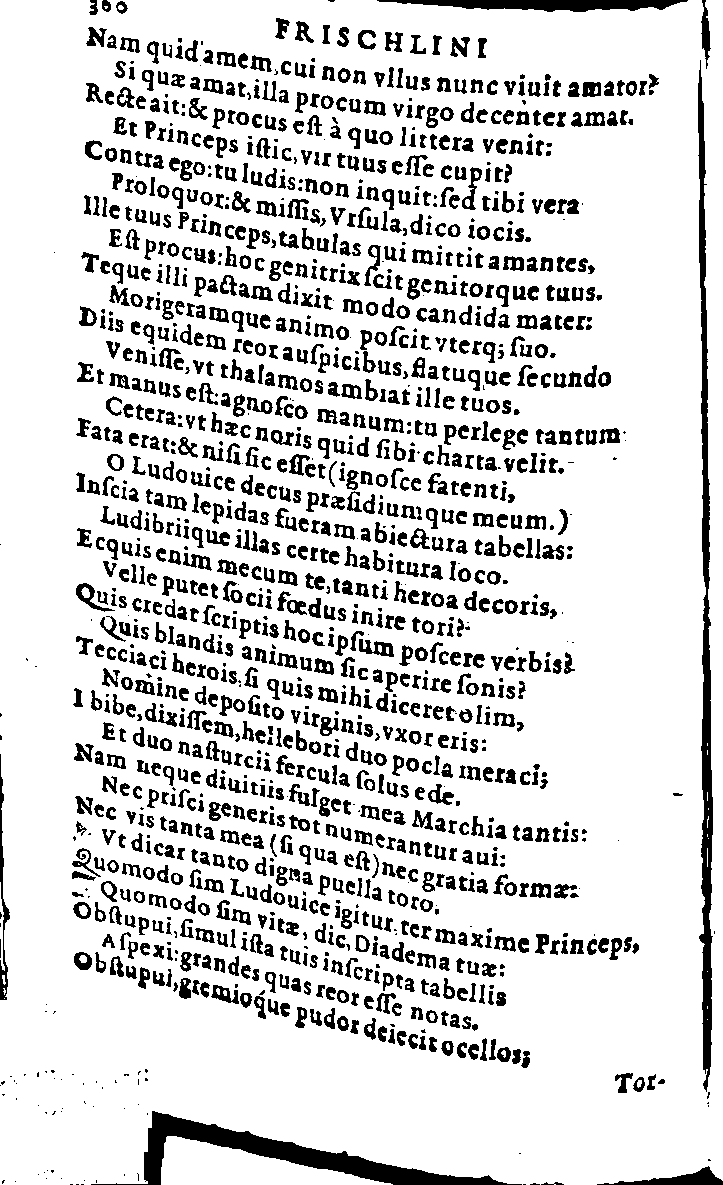 360
FRISCHLINI
Nam quid amem, cui non vllus nunc viuit amator?
Si quæ amat, illa procum virgo decenter amat.
Recte ait: & procus est à quo littera venit:
Et Princeps istic, vir tuus esse cupit?
Contra ego: tu ludis: non inquit: sed tibi vera
Proloquor: & missis, Vrsula, dico iocis.
Ille tuus Princeps, tabulas qui mittit amantes,
Est procus: hoc genitrix scit genitorque tuus.
Teque illi pactam dixit modo candida mater:
Morigeramque animo poscit vterq; suo.
Diis equidem reor auspicibus, flatuque secundo
Venisse, vt thalamos ambiat ille tuos.
Et manus est: agnosco manum: tu perlege tantum
Cetera: vt hæc noris quid sibi charta velit.
Fata erat: & nisi sic esset (ignosce fatenti,
O Ludouice decus præsidiumque meum.)
Inscia tam lepidas fueram abiectura tabellas:
Ludibriique illas certe habitura loco.
Ecquis enim mecum te, tanti heroa decoris,
Velle putet socii fœdus inire tori?
Quis credat scriptis hoc ipsum poscere verbis?
Quis blandis animum sic aperire sonis?
Tecciaci herois, si quis mihi diceret olim,
Nomine deposito virginis, vxor eris:
I bibe, dixissem, hellebori duo pocla meraci;
Et duo nasturcii fercula solus ede.
Nam neque diuitiis fulget mea Marchia tantis:
Nec prisci generis tot numerantur aui:
Nec vis tanta mea (si qua est) nec gratia formæ:
Vt dicar tanto digna puella toro.
Quomodo sim Ludouice igitur, ter maxime Princeps,
Quomodo sim vitæ, dic, Diadema tuæ:
Obstupui, simul ista tuis inscripta tabellis
Aspexi: grandes quas reor esse notas.
Obstupui, gremioque pudor deiecit ocellos;
Tor-